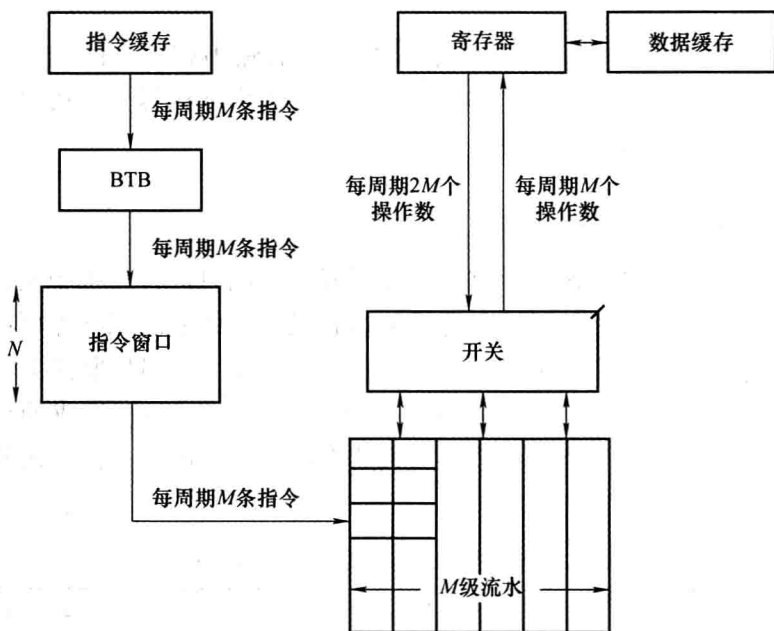 指令缓存
寄存器
数据缓存
每周期M条指令
BTB
每周期2M个
操作数
每周期M个
操作数
每周期M条指令
N
指令窗口
开关
每周期M条指令
M级流水